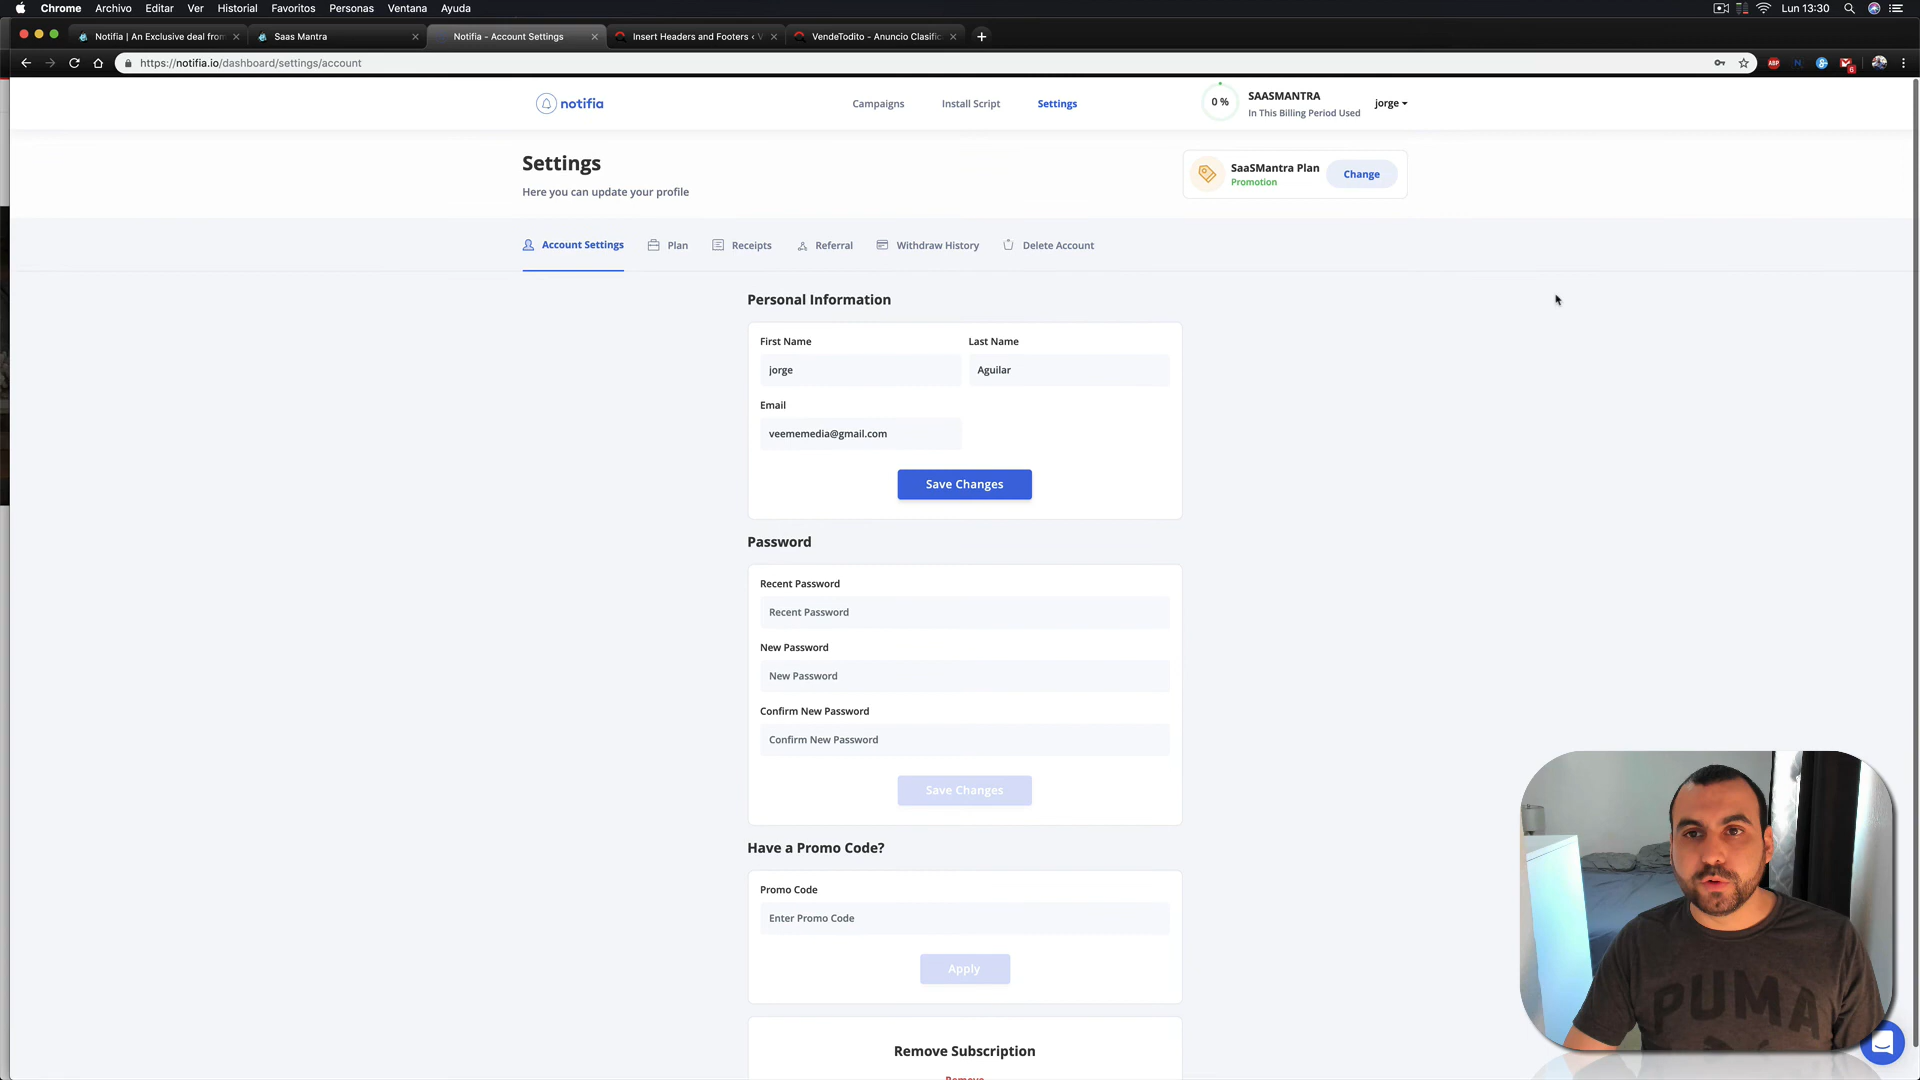 Chrome Archivo Editar Ver Historial Favoritos Personas Ventana Ayuda Lun 13:30
Notifia | An Exclusive deal from Saas Mantra Notifia - Account Settings Insert Headers and Footers ‹ V VendeTodito - Anuncio Clasific
https://notifia.io/dashboard/settings/account ABP N 6
notifia Campaigns Install Script Settings 0 % SAASMANTRA jorge
In This Billing Period Used
Settings
Here you can update your profile
SaaSMantra Plan Change
Promotion
Account Settings Plan Receipts Referral Withdraw History Delete Account
Personal Information
First Name Last Name
jorge Aguilar
Email
veememedia@gmail.com
Save Changes
Password
Recent Password
Recent Password
New Password
New Password
Confirm New Password
Confirm New Password
Save Changes
Have a Promo Code?
Promo Code
Enter Promo Code
Apply
Remove Subscription
Remove
PUMA